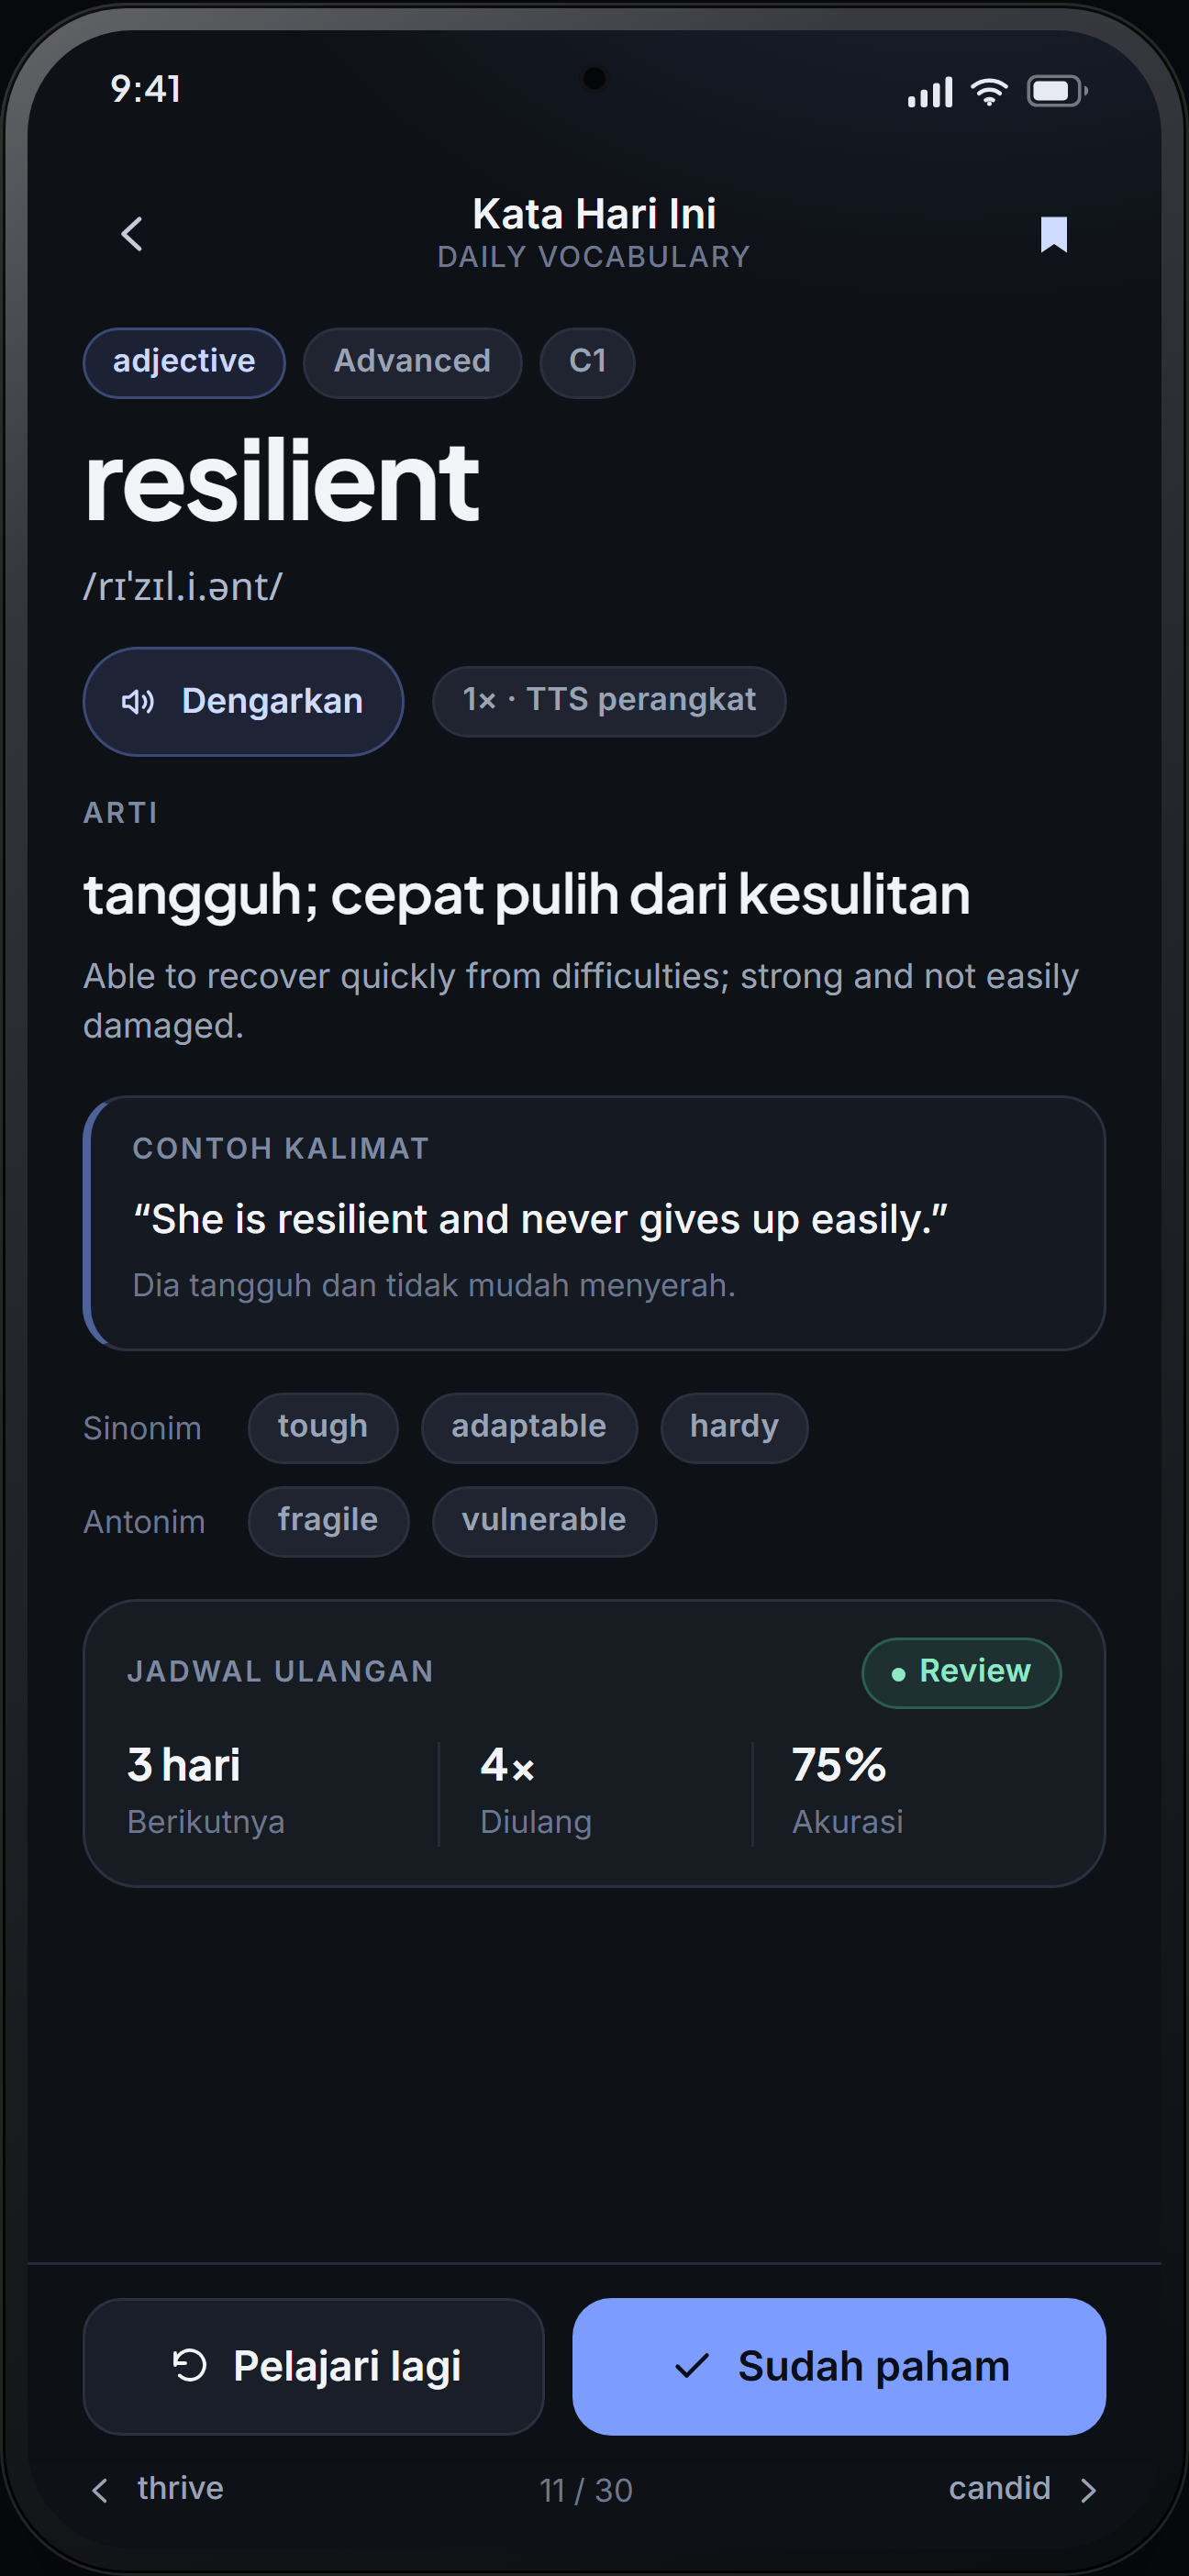 9:41
Kata Hari Ini
DAILY VOCABULARY
adjective Advanced C1
resilient
/rɪˈzɪl.i.ənt/
Dengarkan 1× · TTS perangkat
ARTI
tangguh; cepat pulih dari kesulitan
Able to recover quickly from difficulties; strong and not easily
damaged.
CONTOH KALIMAT
“She is resilient and never gives up easily.”
Dia tangguh dan tidak mudah menyerah.
Sinonim tough adaptable hardy
Antonim fragile vulnerable
JADWAL ULANGAN Review
3 hari 4× 75%
Berikutnya Diulang Akurasi
Pelajari lagi Sudah paham
thrive 11 / 30 candid